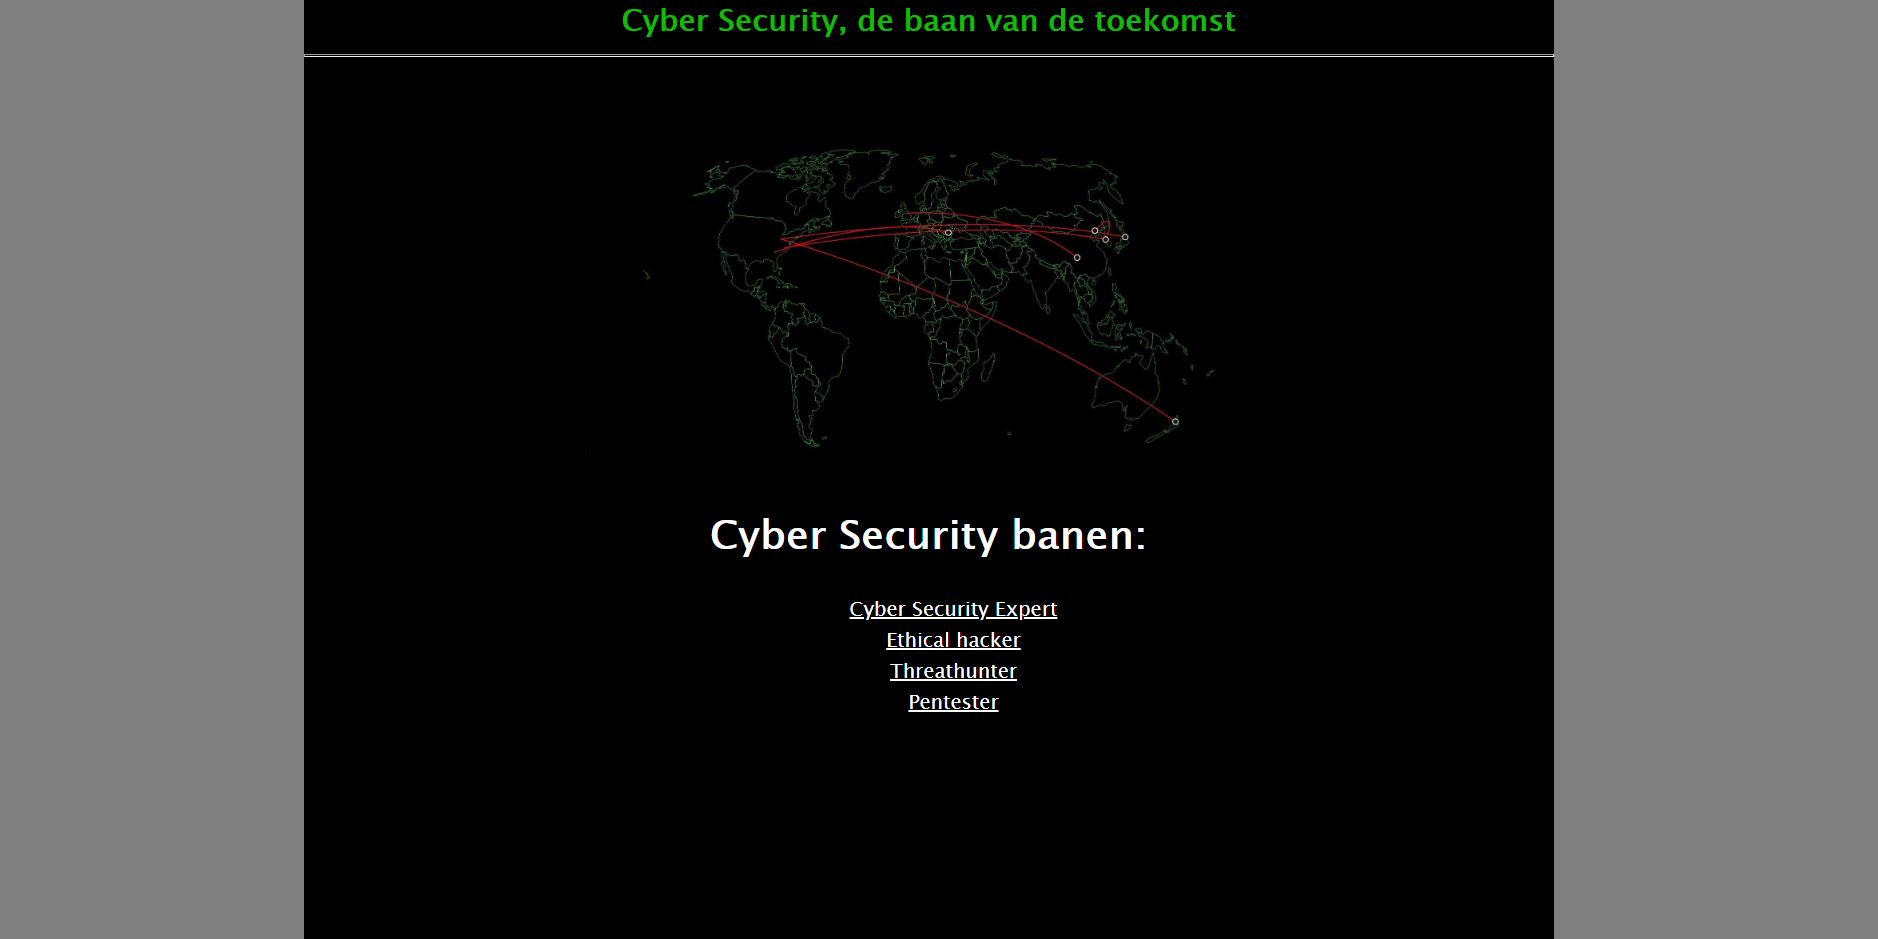 Cyber Security, de baan van de toekomst
Cyber Security banen:
Cyber Security Expert
Ethical hacker
Threathunter
Pentester